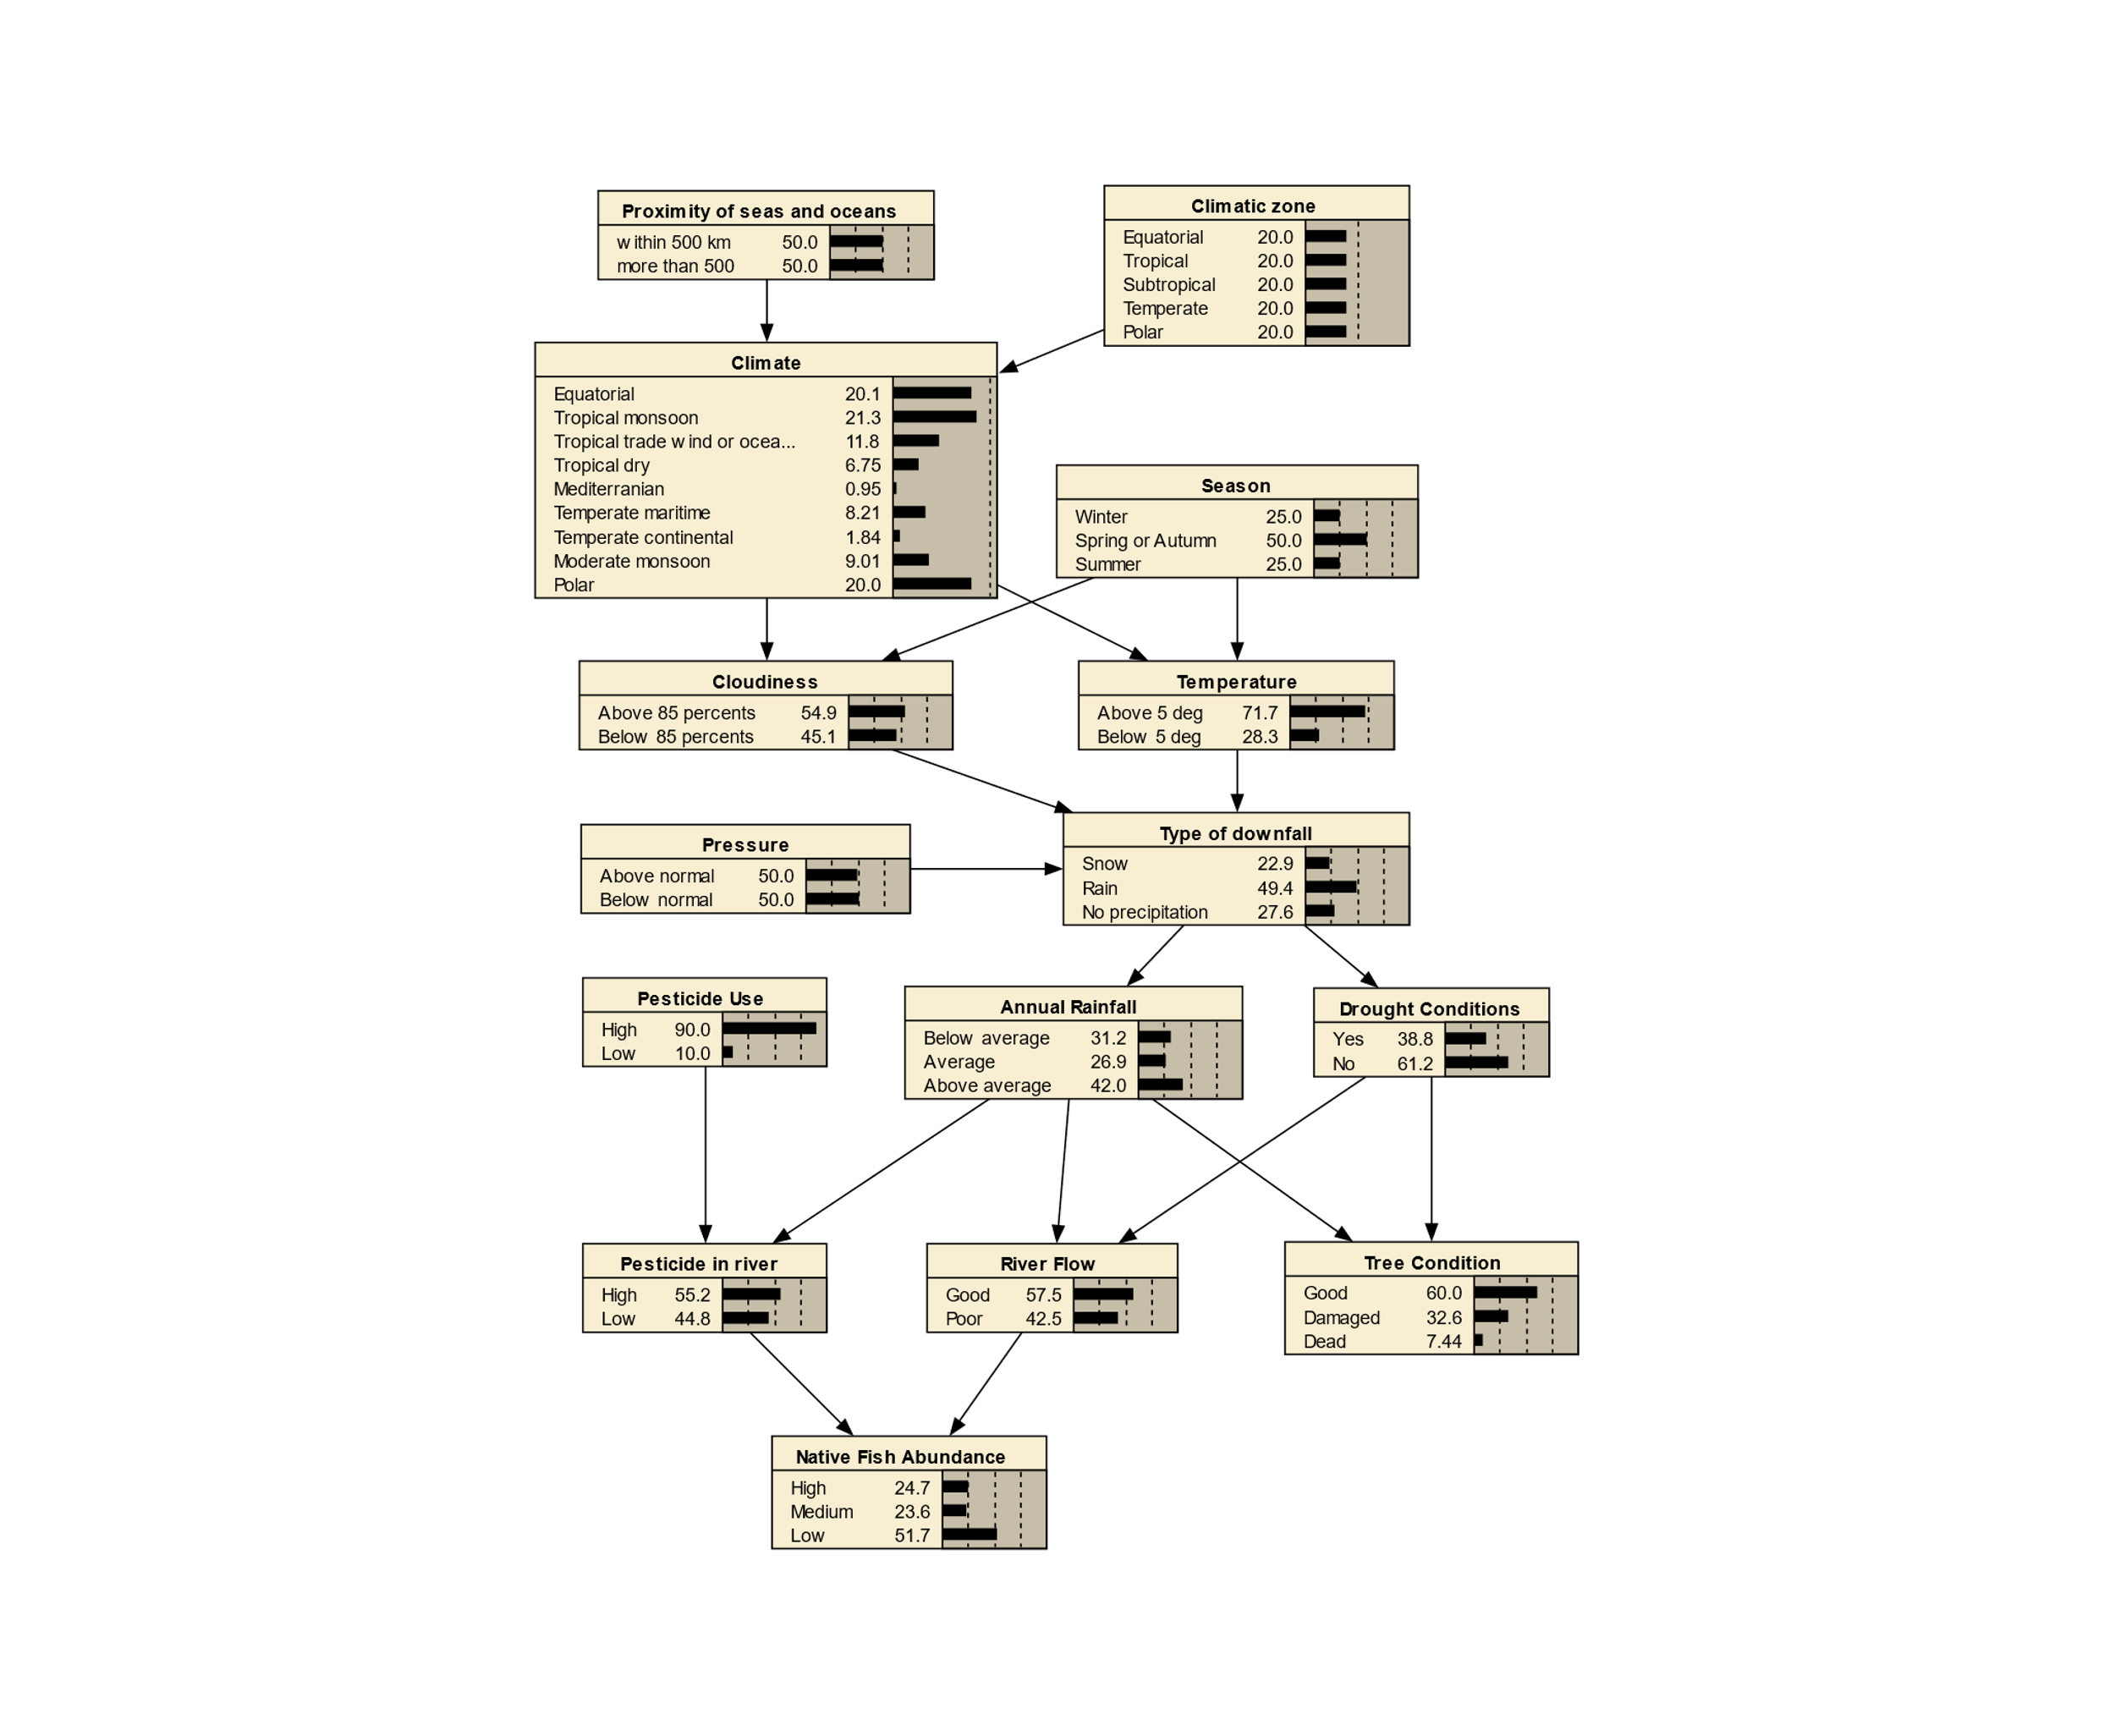 Proximity of seas and oceans
within 500 km 50.0
more than 500 50.0
Climatic zone
Equatorial 20.0
Tropical 20.0
Subtropical 20.0
Temperate 20.0
Polar 20.0
Climate
Equatorial 20.1
Tropical monsoon 21.3
Tropical trade wind or ocea... 11.8
Tropical dry 6.75
Mediterranian 0.95
Temperate maritime 8.21
Temperate continental 1.84
Moderate monsoon 9.01
Polar 20.0
Season
Winter 25.0
Spring or Autumn 50.0
Summer 25.0
Cloudiness
Above 85 percents 54.9
Below 85 percents 45.1
Temperature
Above 5 deg 71.7
Below 5 deg 28.3
Pressure
Above normal 50.0
Below normal 50.0
Type of downfall
Snow 22.9
Rain 49.4
No precipitation 27.6
Pesticide Use
High 90.0
Low 10.0
Annual Rainfall
Below average 31.2
Average 26.9
Above average 42.0
Drought Conditions
Yes 38.8
No 61.2
Pesticide in river
High 55.2
Low 44.8
River Flow
Good 57.5
Poor 42.5
Tree Condition
Good 60.0
Damaged 32.6
Dead 7.44
Native Fish Abundance
High 24.7
Medium 23.6
Low 51.7